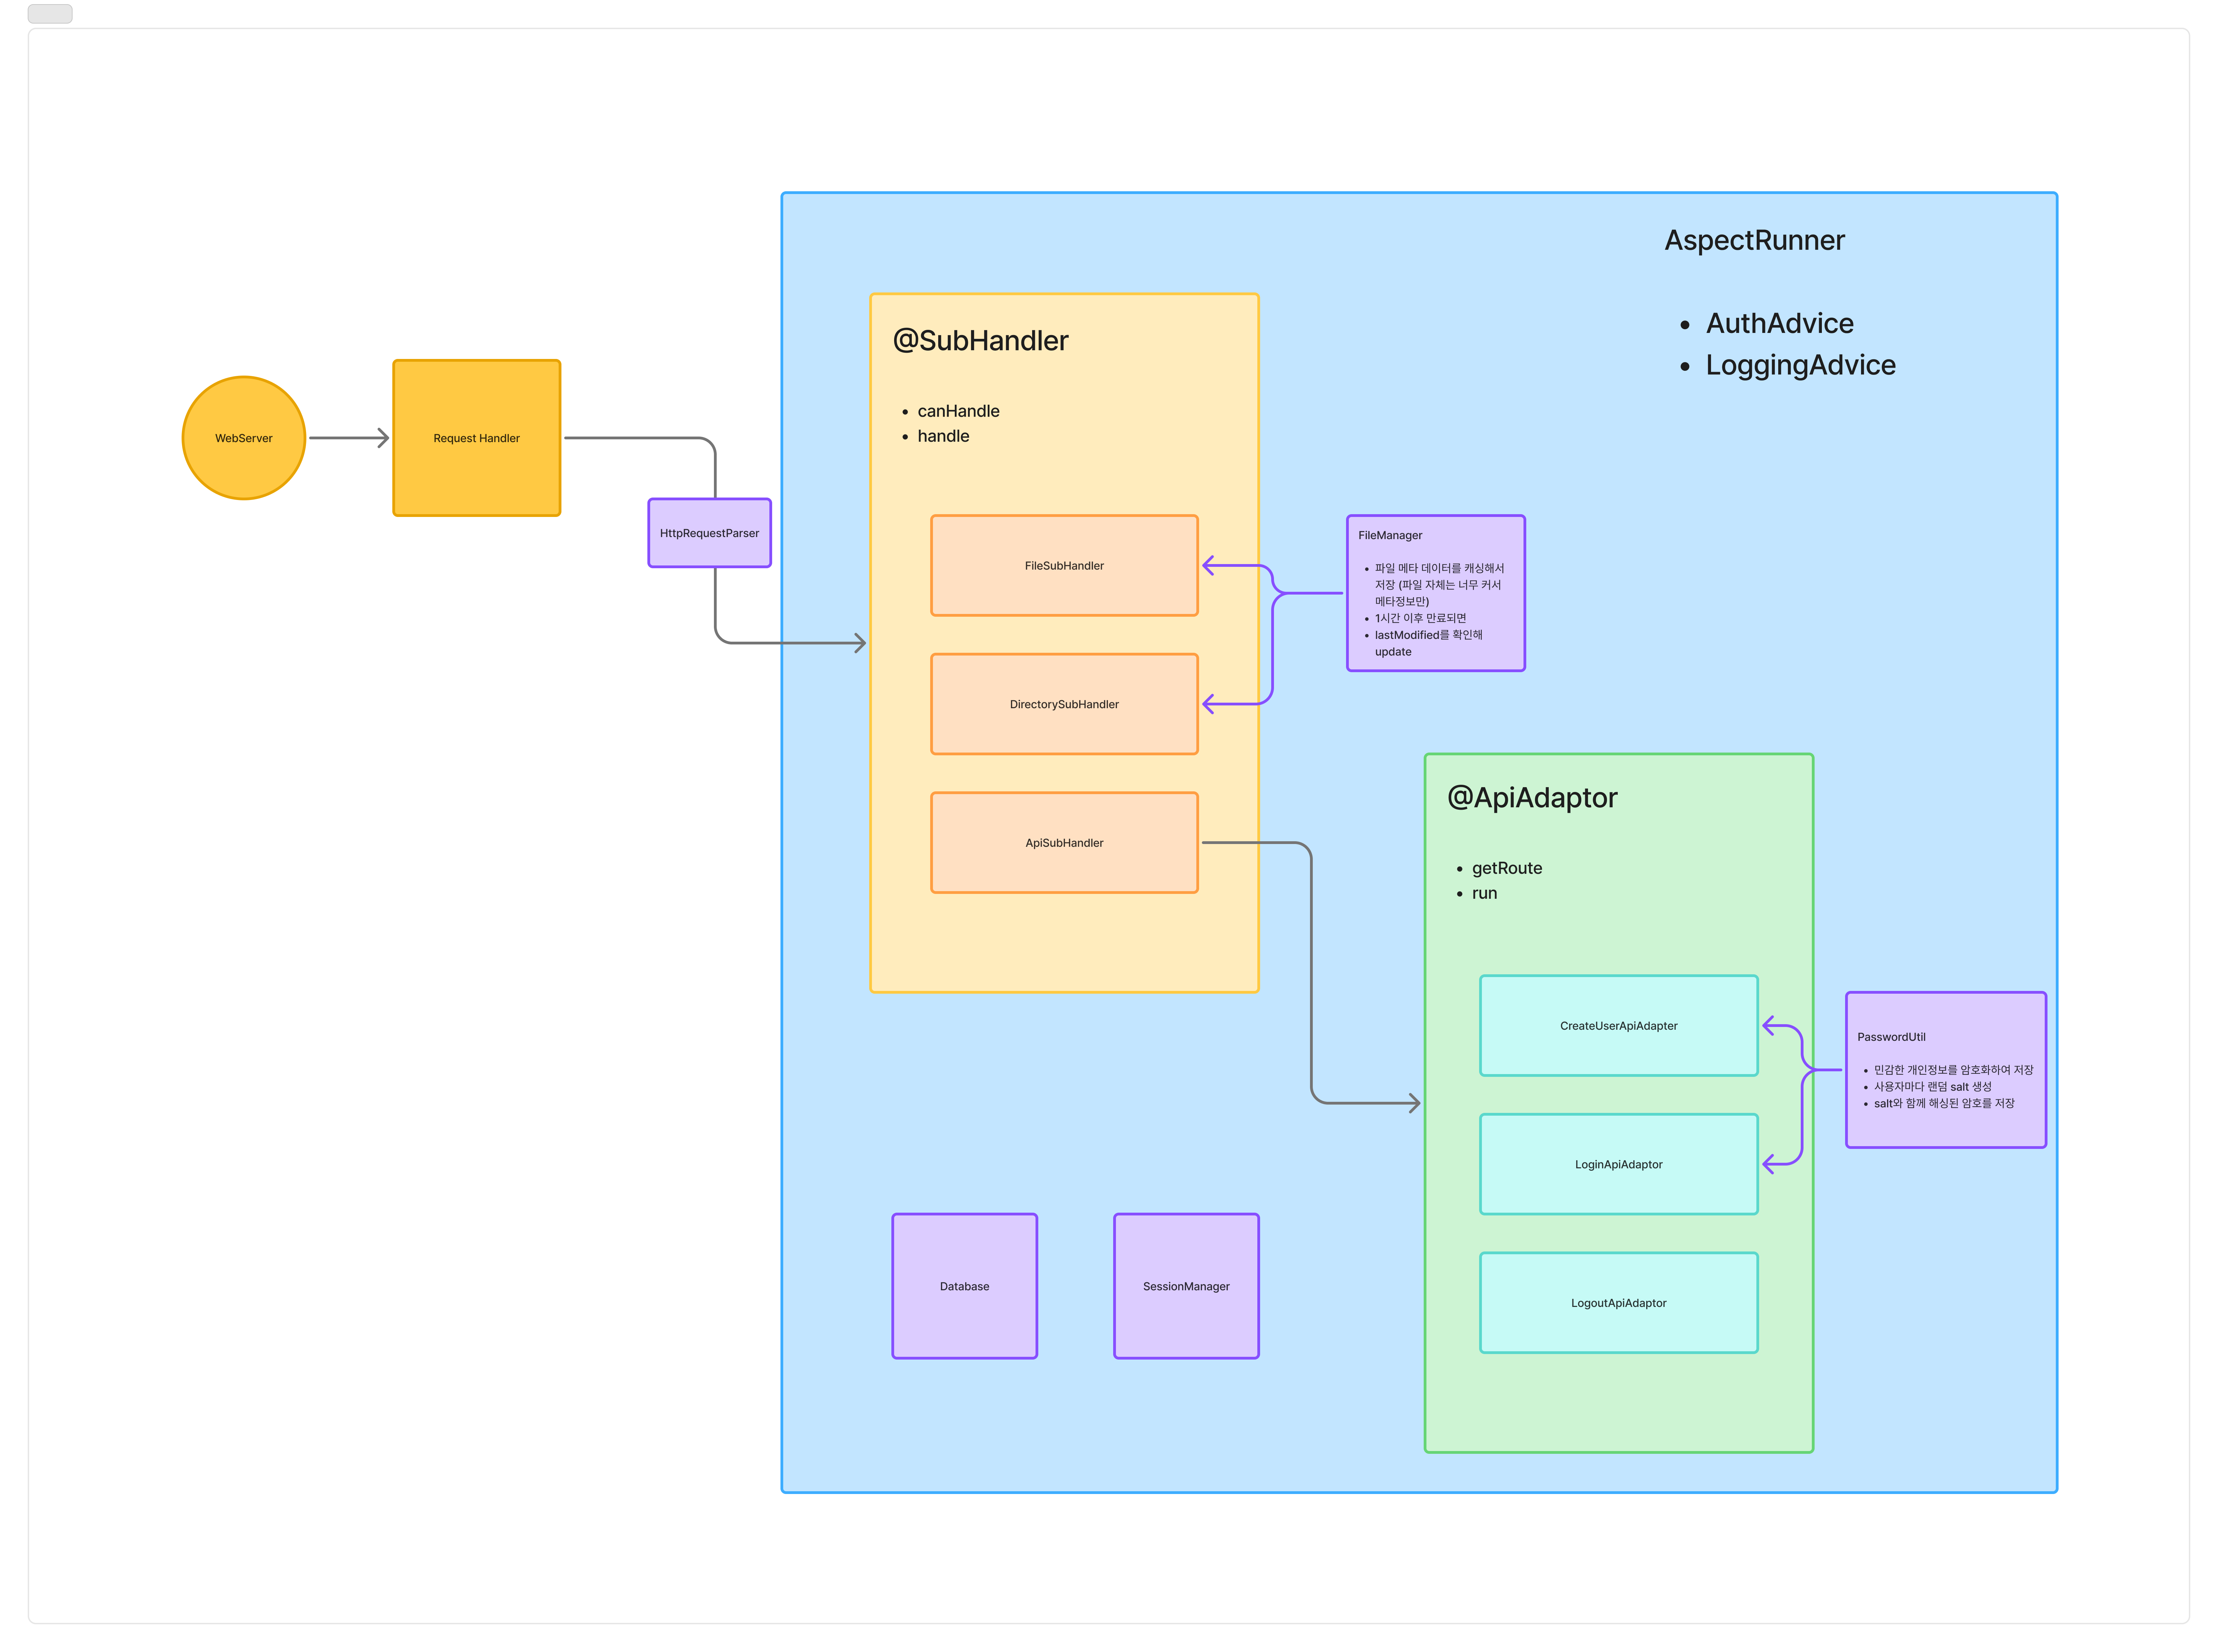 AspectRunner
• AuthAdvice
• LoggingAdvice
@SubHandler
• canHandle
• handle
WebServer
Request Handler
HttpRequestParser
FileSubHandler
DirectorySubHandler
ApiSubHandler
FileManager
• 파일 메타 데이터를 캐싱해서
저장 (파일 자체는 너무 커서
메타정보만)
• 1시간 이후 만료되면
• lastModified를 확인해
update
@ApiAdaptor
• getRoute
• run
CreateUserApiAdapter
LoginApiAdaptor
LogoutApiAdaptor
PasswordUtil
• 민감한 개인정보를 암호화하여 저장
• 사용자마다 랜덤 salt 생성
• salt와 함께 해싱된 암호를 저장
Database
SessionManager